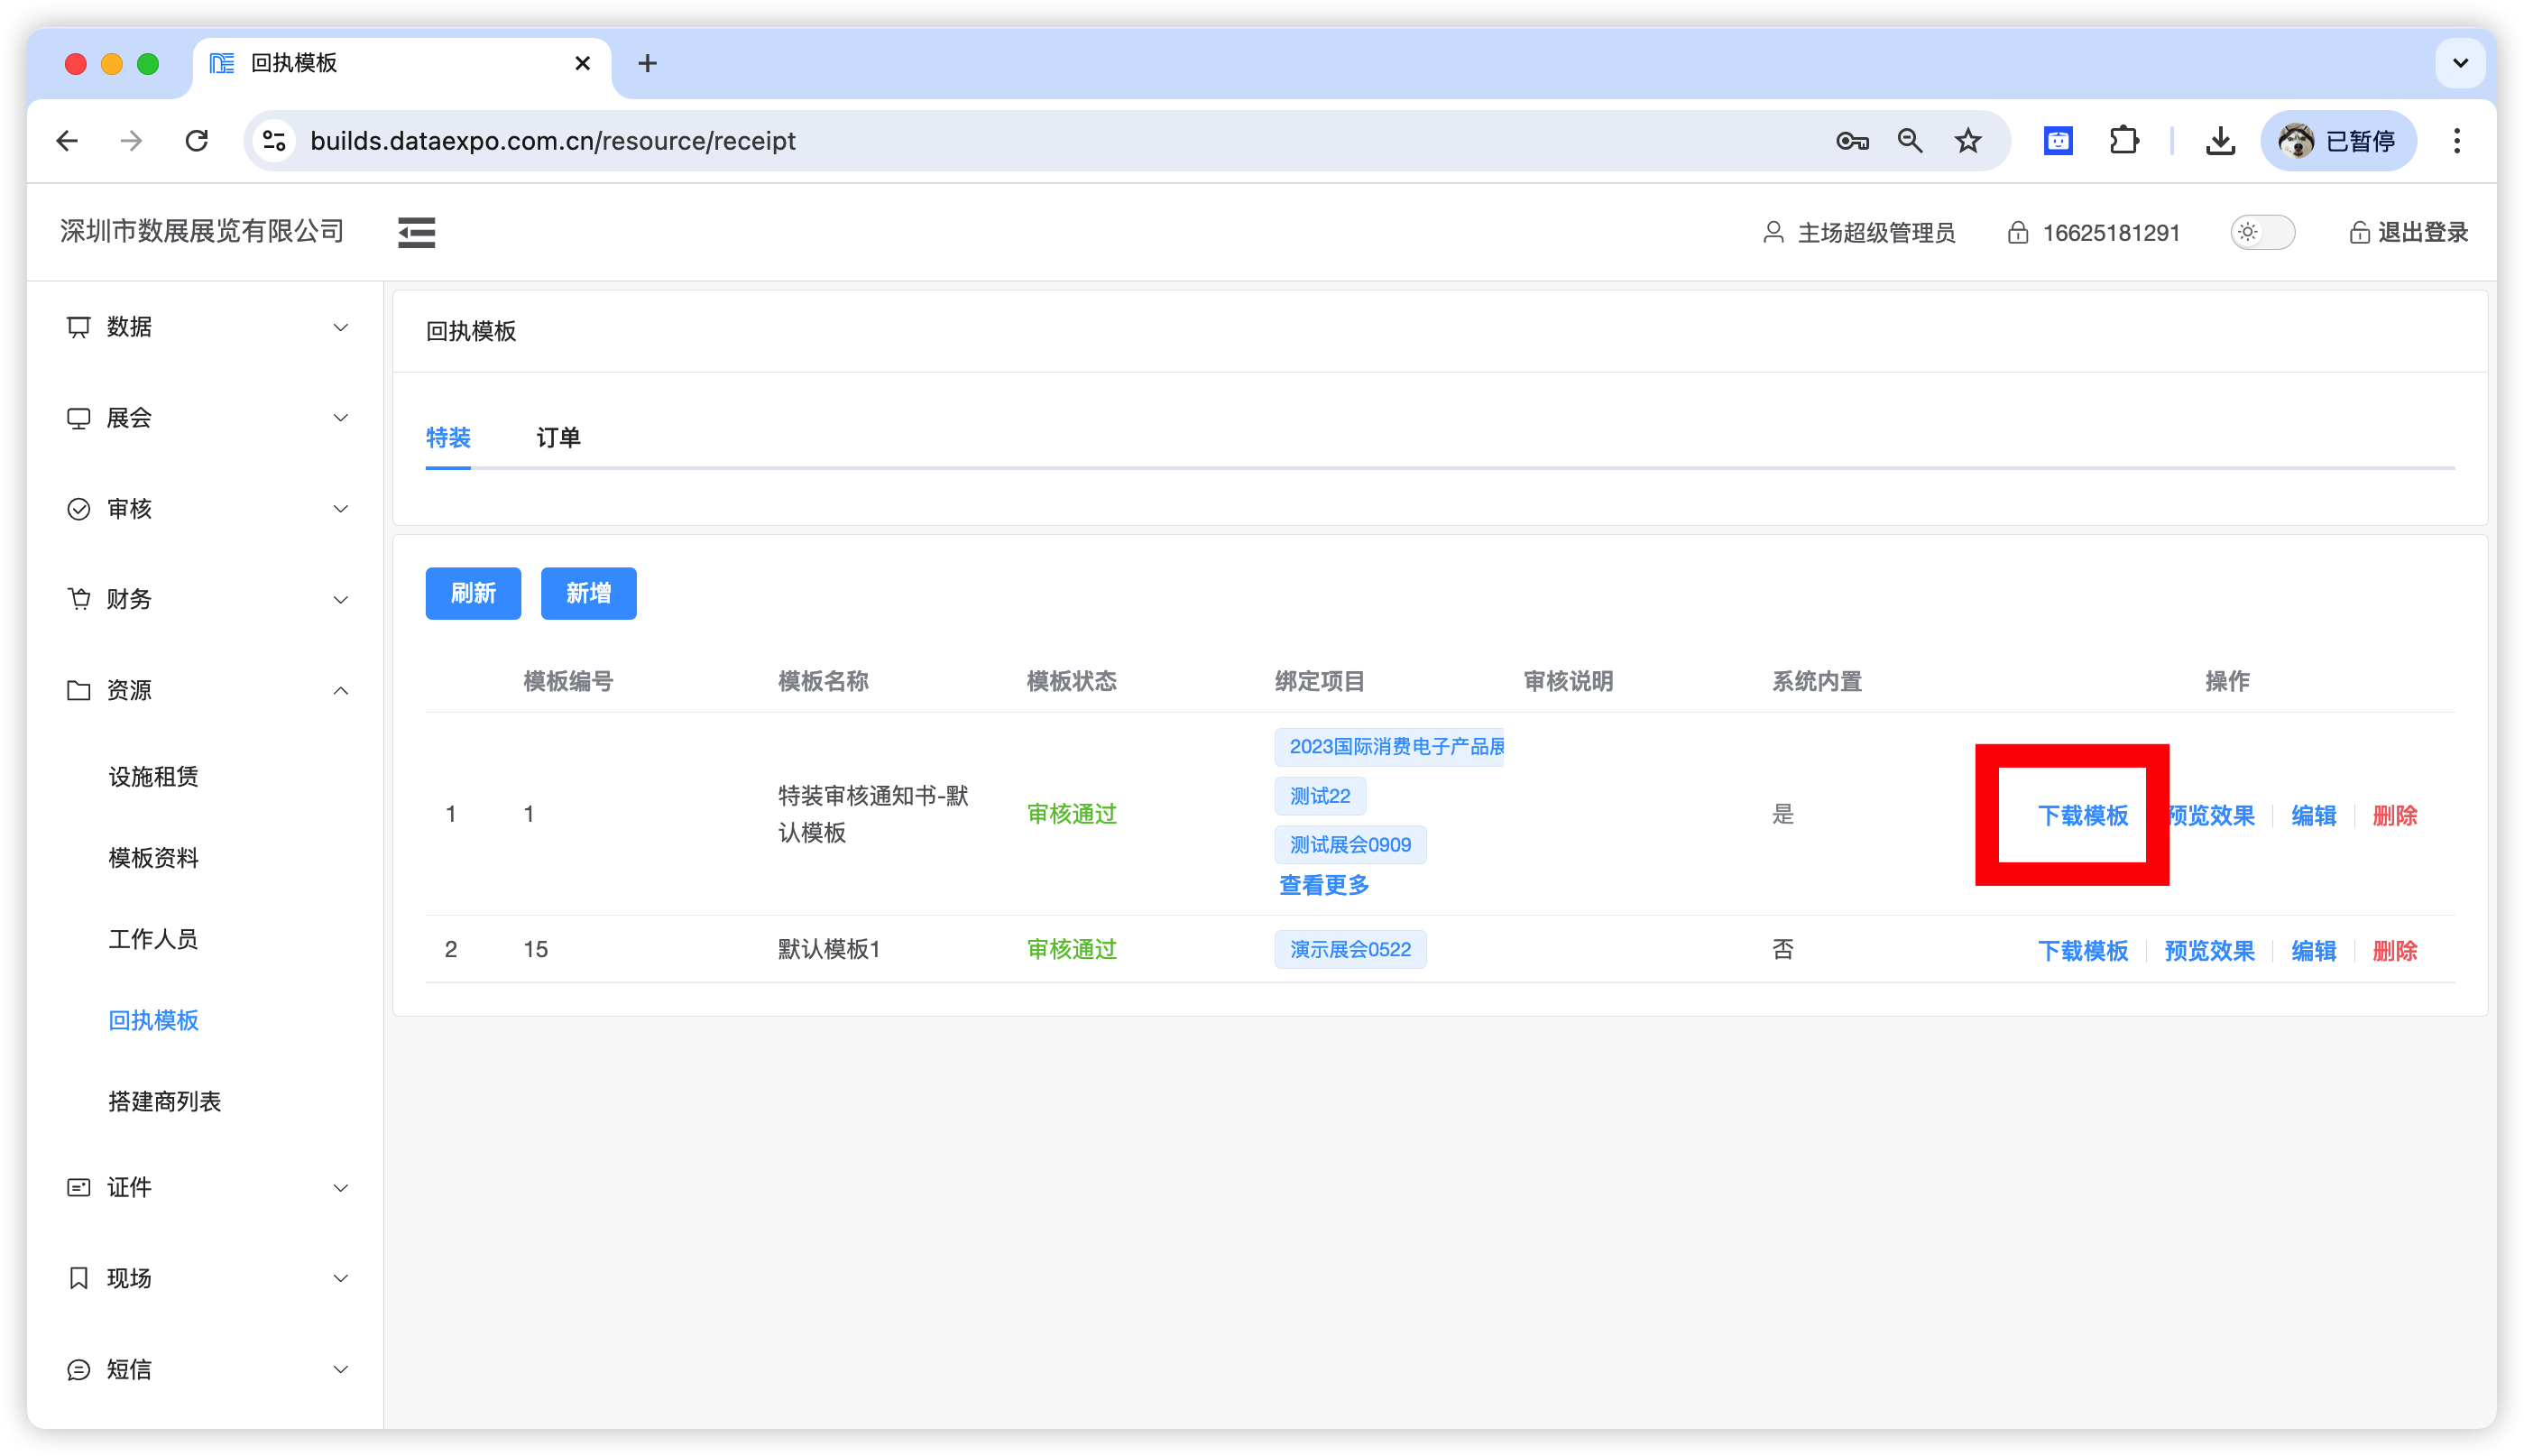 回执模板
builds.dataexpo.com.cn/resource/receipt
已暂停
深圳市数展展览有限公司
主场超级管理员
16625181291
退出登录
数据
展会
审核
财务
资源
设施租赁
模板资料
工作人员
回执模板
搭建商列表
证件
现场
短信
回执模板
特装 订单
刷新 新增
模板编号 模板名称 模板状态 绑定项目 审核说明 系统内置 操作
1 1 特装审核通知书-默
认模板 审核通过
2023国际消费电子产品展
测试22
测试展会0909
查看更多
是 下载模板 预览效果 编辑 删除
2 15 默认模板1 审核通过 演示展会0522 否 下载模板 预览效果 编辑 删除